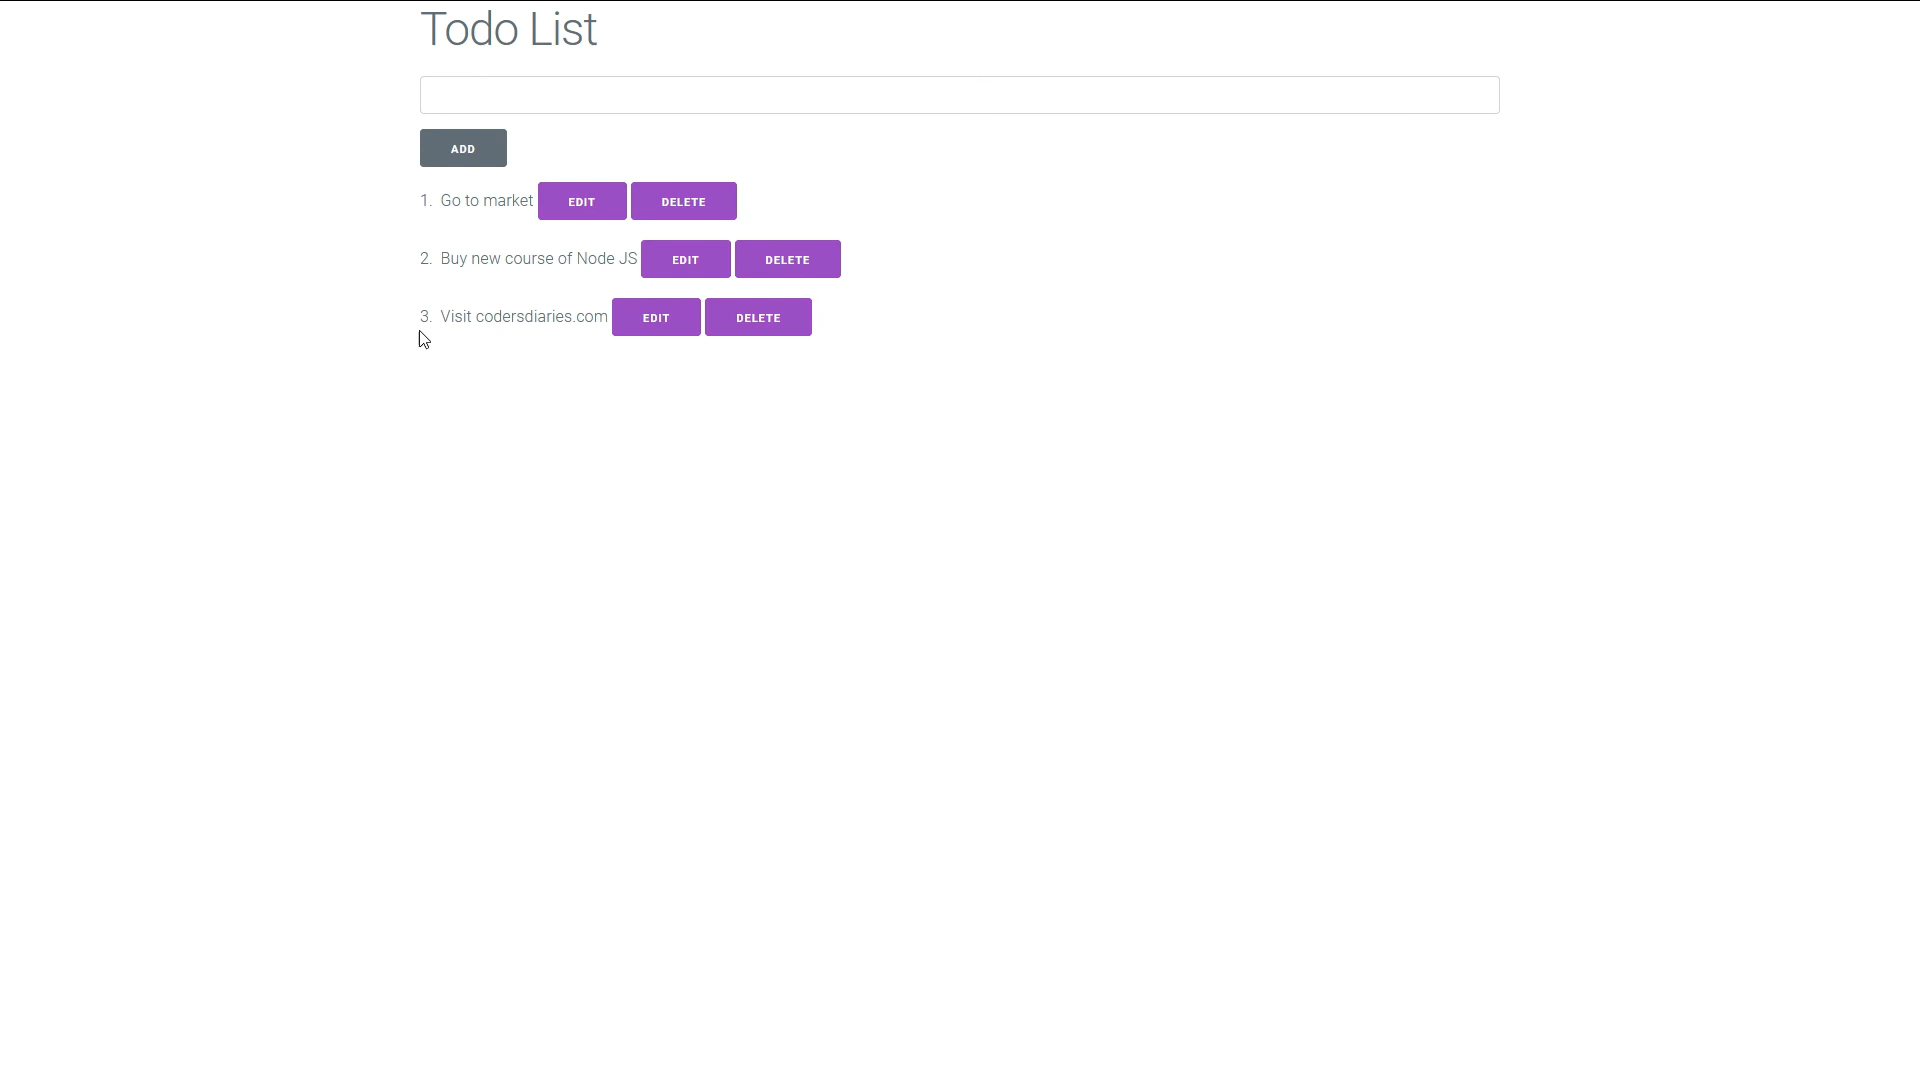 Todo List
ADD
1. Go to market EDIT DELETE
2. Buy new course of Node JS EDIT DELETE
3. Visit codersdiaries.com EDIT DELETE